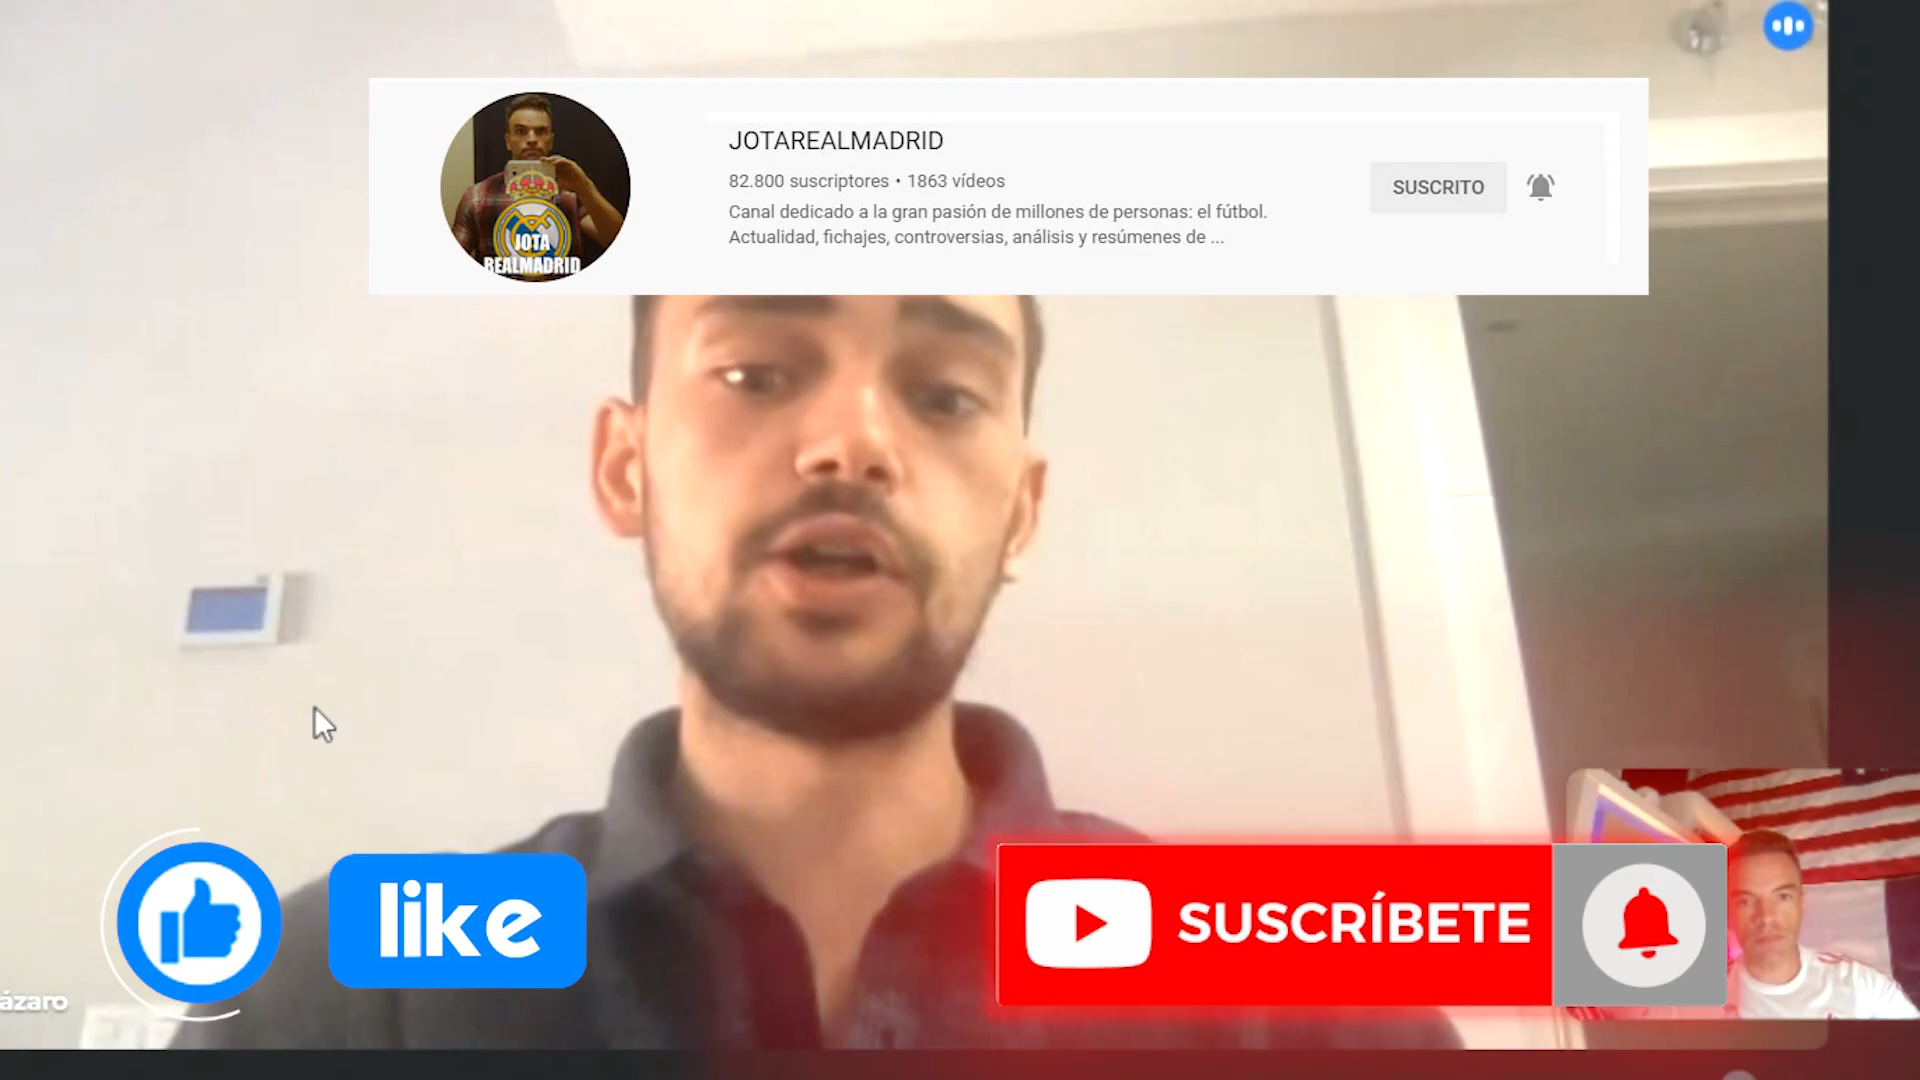 JOTAREALMADRID
82.800 suscriptores • 1863 vídeos
Canal dedicado a la gran pasión de millones de personas: el fútbol.
Actualidad, fichajes, controversias, análisis y resúmenes de ...
SUSCRITO
JOTA
REALMADRID
like
SUSCRÍBETE
ázaro